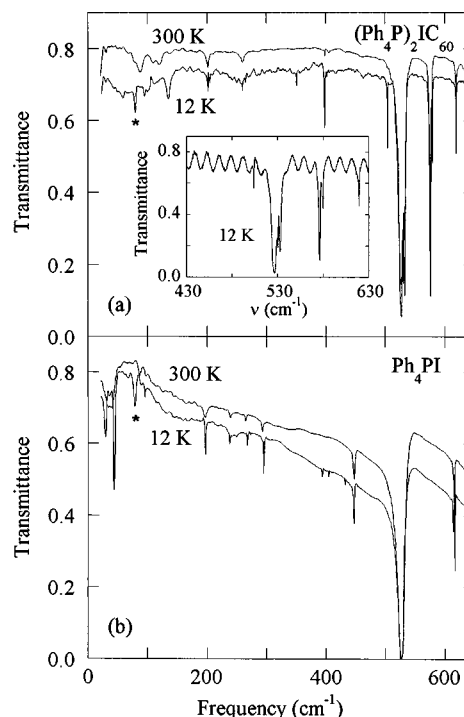 0.8
0.6
0.4
0.2
0.0
Transmittance
300 K
(Ph4P)2IC60
12 K
*
0.8
0.4
0.0
Transmittance
12 K
430
530
630
ν (cm-1)
(a)
0.8
0.6
0.4
0.2
0.0
Transmittance
300 K
Ph4PI
*
12 K
(b)
0
200
400
600
Frequency (cm-1)